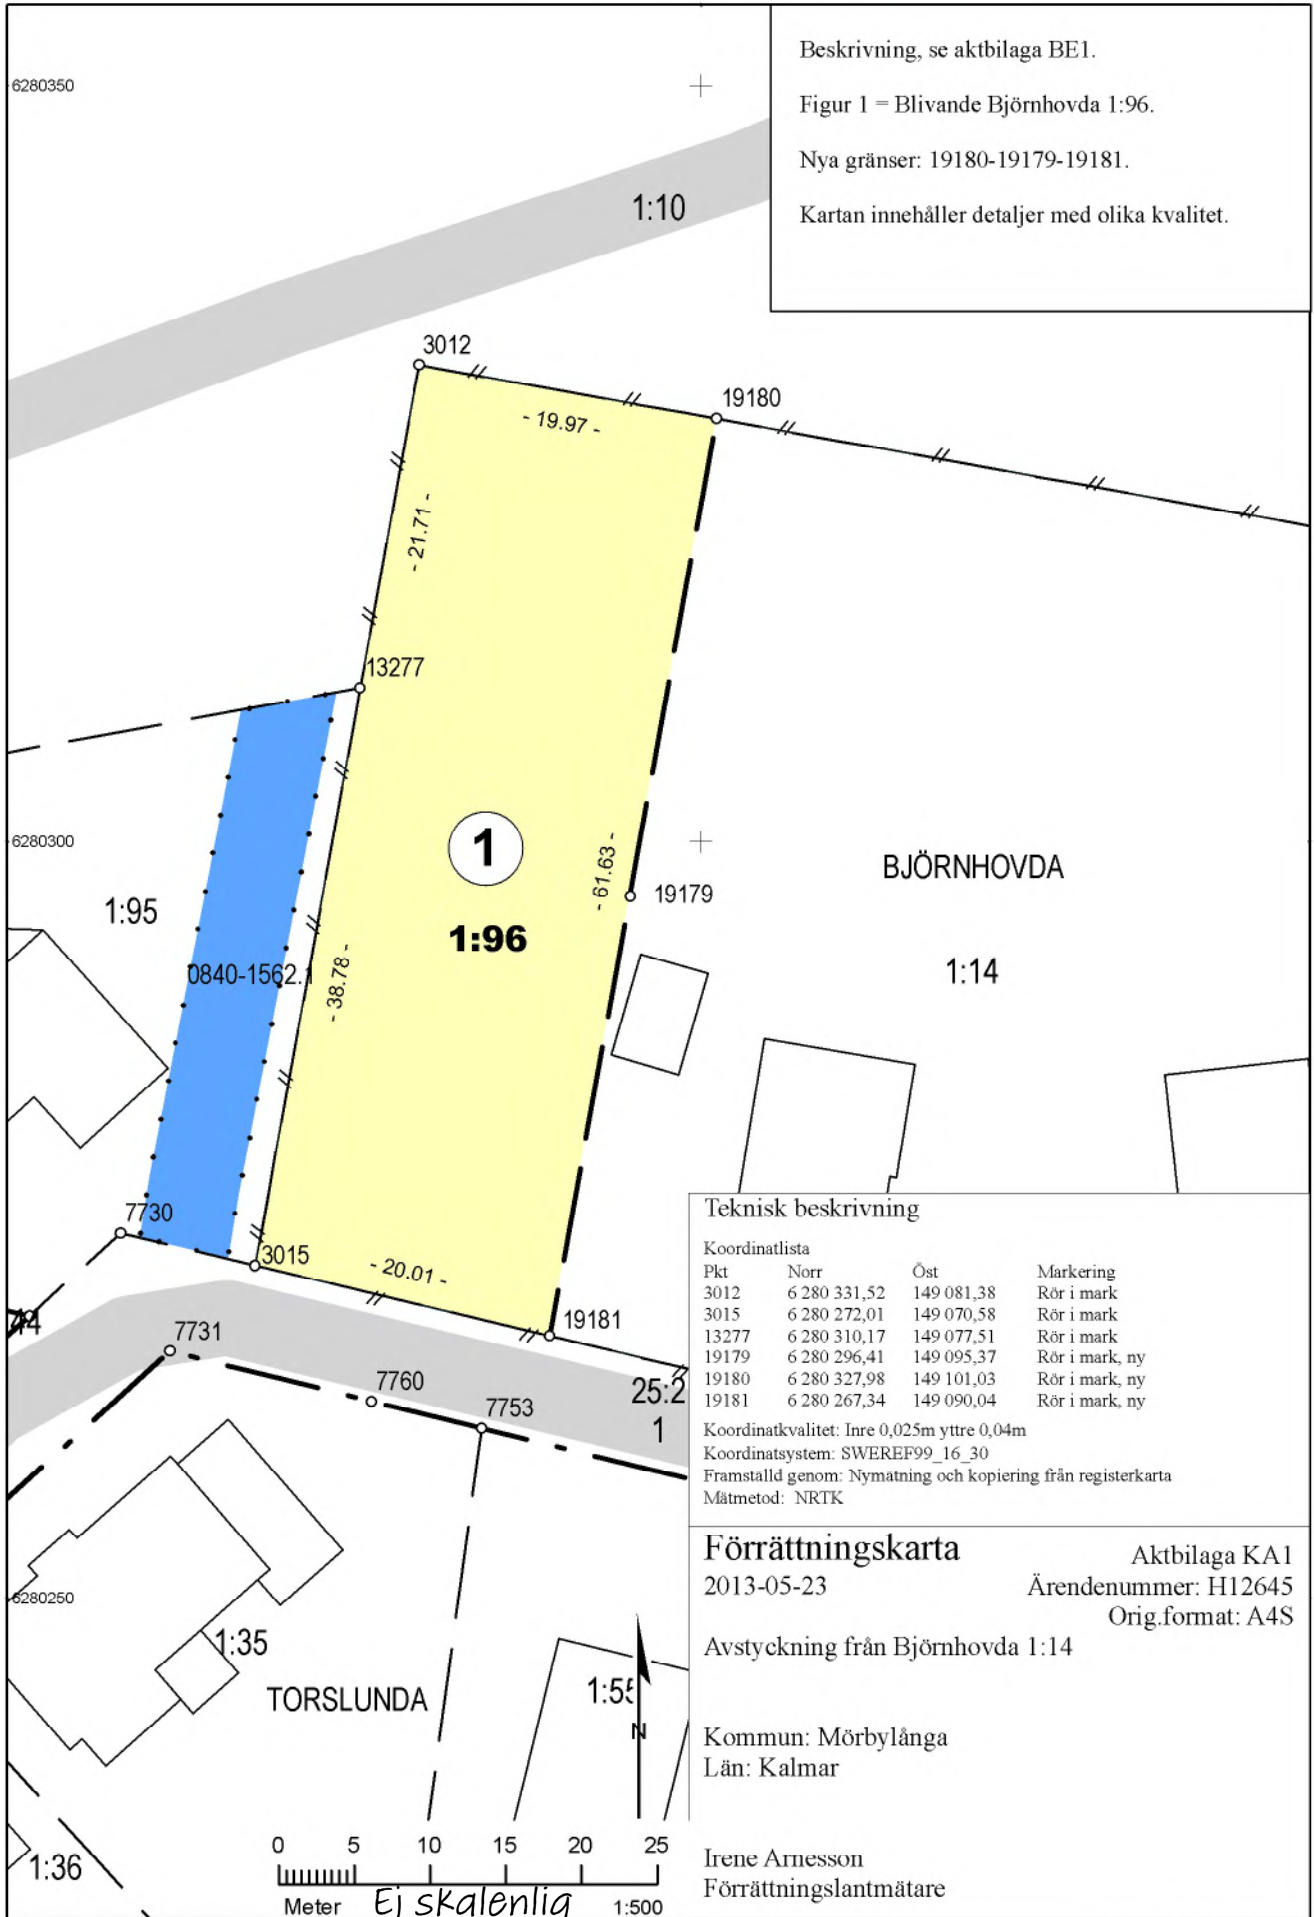 Beskrivning, se aktbilaga BE1.
Figur 1 = Blivande Björnhovda 1:96.
Nya gränser: 19180-19179-19181.
Kartan innehåller detaljer med olika kvalitet.
6280350
1:10
3012
19180
- 19.97 -
- 21.71 -
13277
6280300
1
- 61.63 -
19179
BJÖRNHOVDA
1:95
1:96
0840-1562.1
- 38.78 -
1:14
7730
3015
- 20.01 -
19181
44
7731
7760
7753
25:2
1
Teknisk beskrivning
Koordinatlista
Pkt Norr Öst Markering
3012 6 280 331,52 149 081,38 Rör i mark
3015 6 280 272,01 149 070,58 Rör i mark
13277 6 280 310,17 149 077,51 Rör i mark
19179 6 280 296,41 149 095,37 Rör i mark, ny
19180 6 280 327,98 149 101,03 Rör i mark, ny
19181 6 280 267,34 149 090,04 Rör i mark, ny
Koordinatkvalitet: Inre 0,025m yttre 0,04m
Koordinatsystem: SWEREF99_16_30
Framstalld genom: Nymatning och kopiering från registerkarta
Mätmetod: NRTK
Förrättningskarta
2013-05-23
Aktbilaga KA1
Ärendenummer: H12645
Orig.format: A4S
Avstyckning från Björnhovda 1:14
Kommun: Mörbylånga
Län: Kalmar
Irene Arnesson
Förrättningslantmätare
6280250
1:35
TORSLUNDA
1:55
N
1:36
0 5 10 15 20 25
Meter Ej skalenlig 1:500